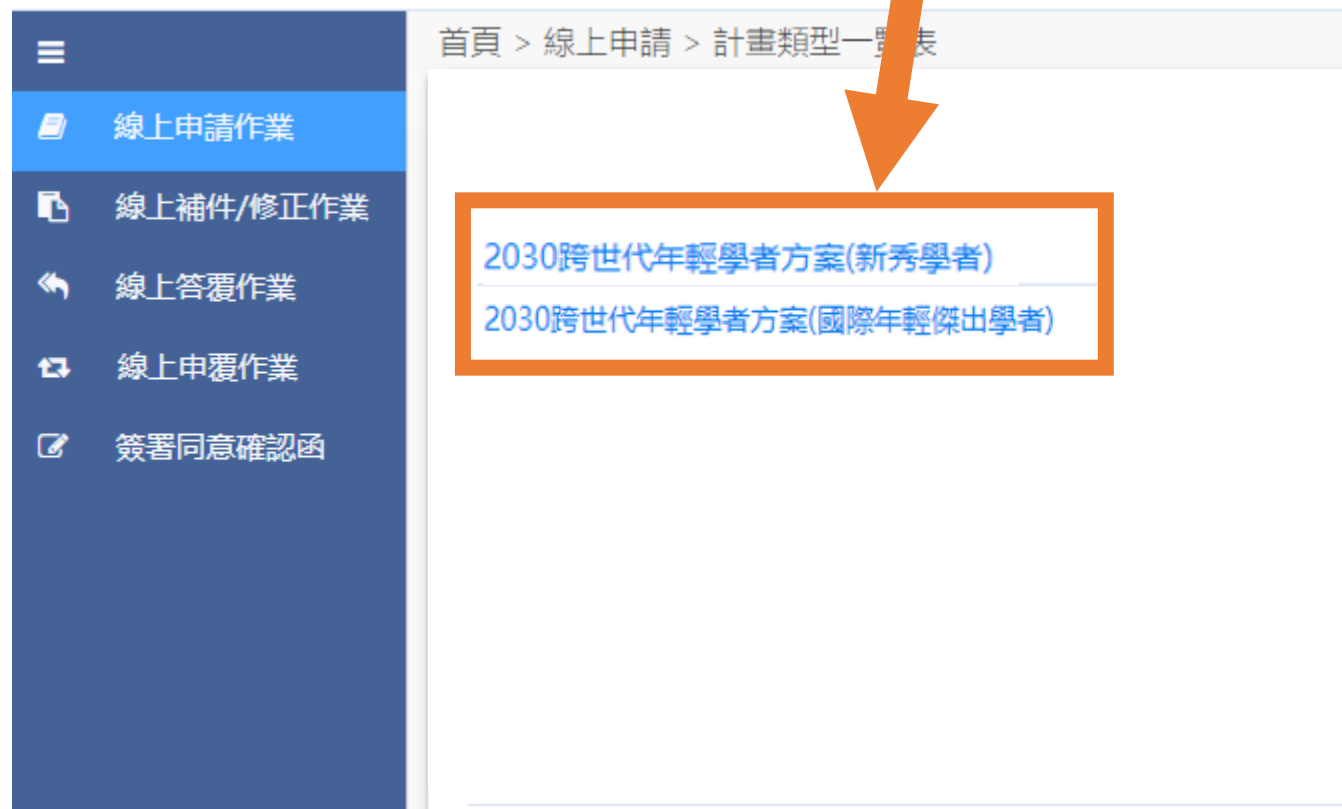 首頁 > 線上申請 > 計畫類型一覽表
線上申請作業
線上補件/修正作業
線上答覆作業
線上申覆作業
簽署同意確認函
2030跨世代年輕學者方案(新秀學者)
2030跨世代年輕學者方案(國際年輕傑出學者)